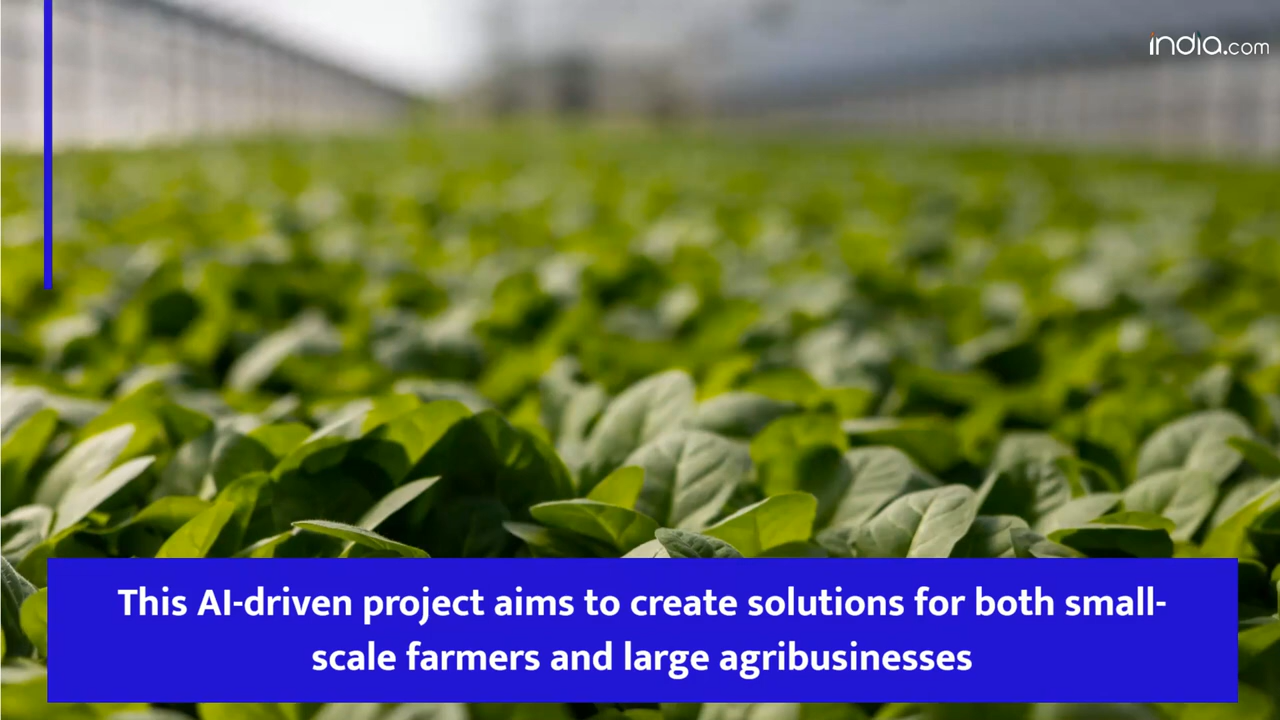 india.com
This AI-driven project aims to create solutions for both small-
scale farmers and large agribusinesses